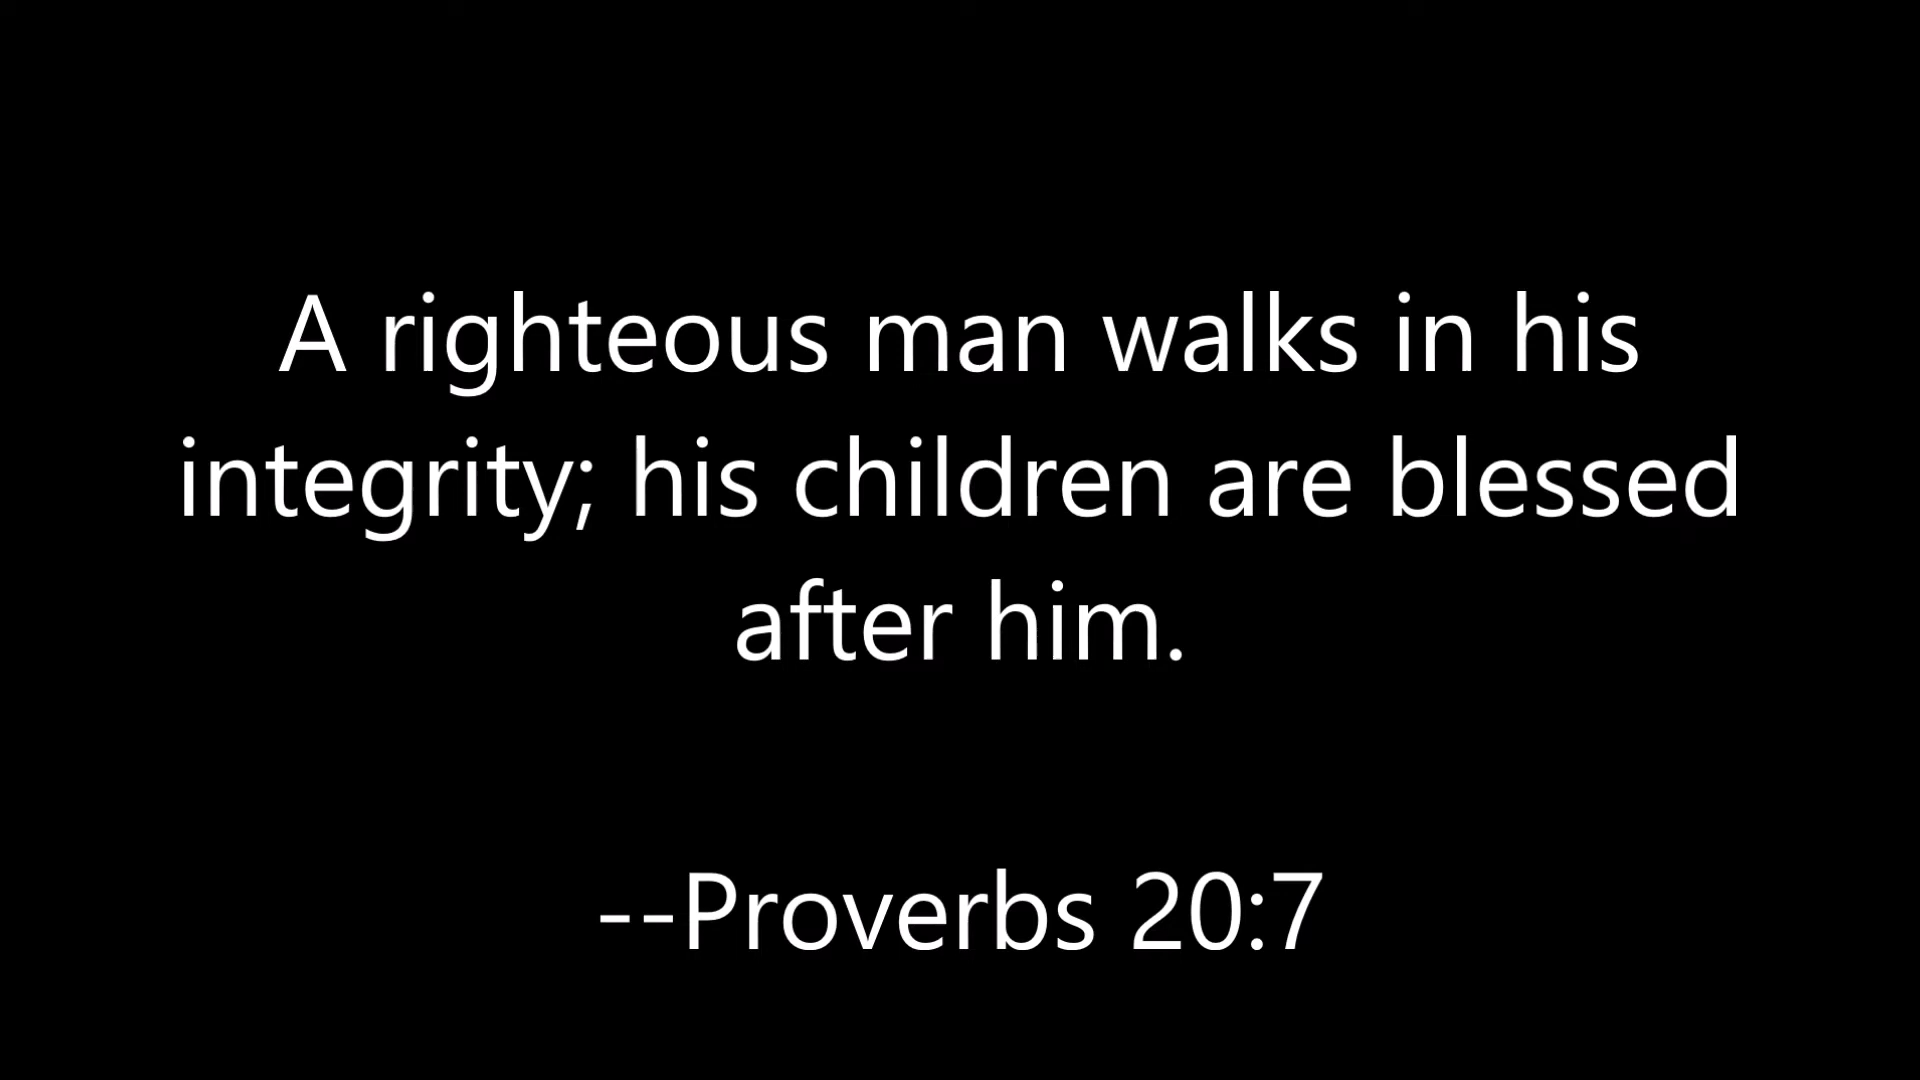 A righteous man walks in his
integrity; his children are blessed
after him.
--Proverbs 20:7